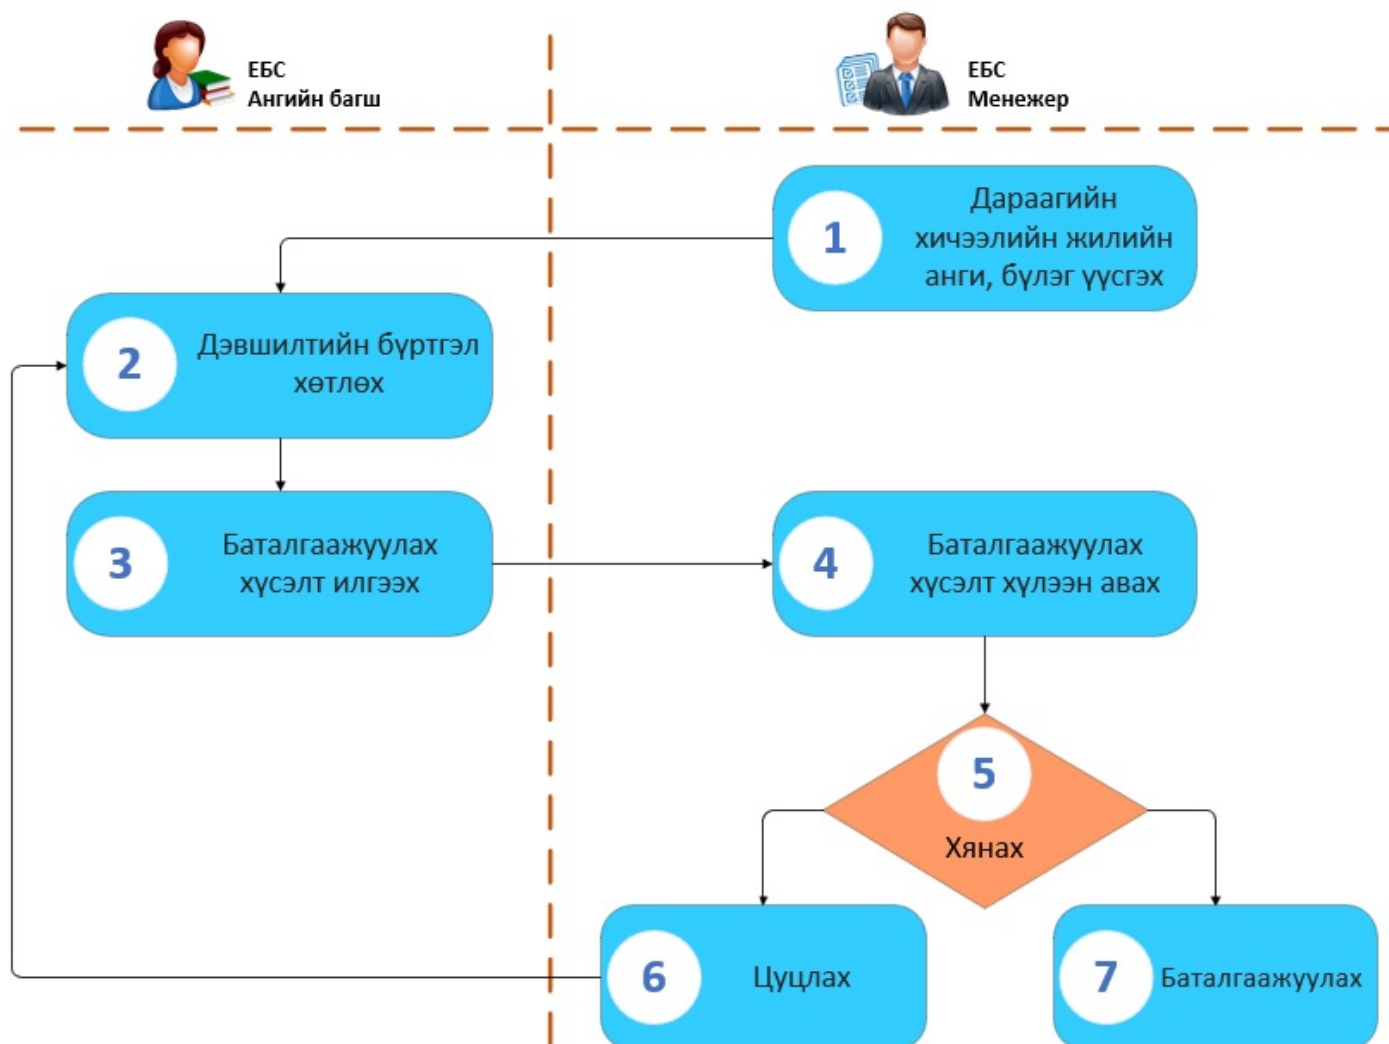 ЕБС
Ангийн багш
ЕБС
Менежер
1
Дараагийн
хичээлийн жилийн
анги, бүлэг үүсгэх
2
Дэвшилтийн бүртгэл
хөтлөх
3
Баталгаажуулах
хүсэлт илгээх
4
Баталгаажуулах
хүсэлт хүлээн авах
5
Хянах
6
Цуцлах
7
Баталгаажуулах